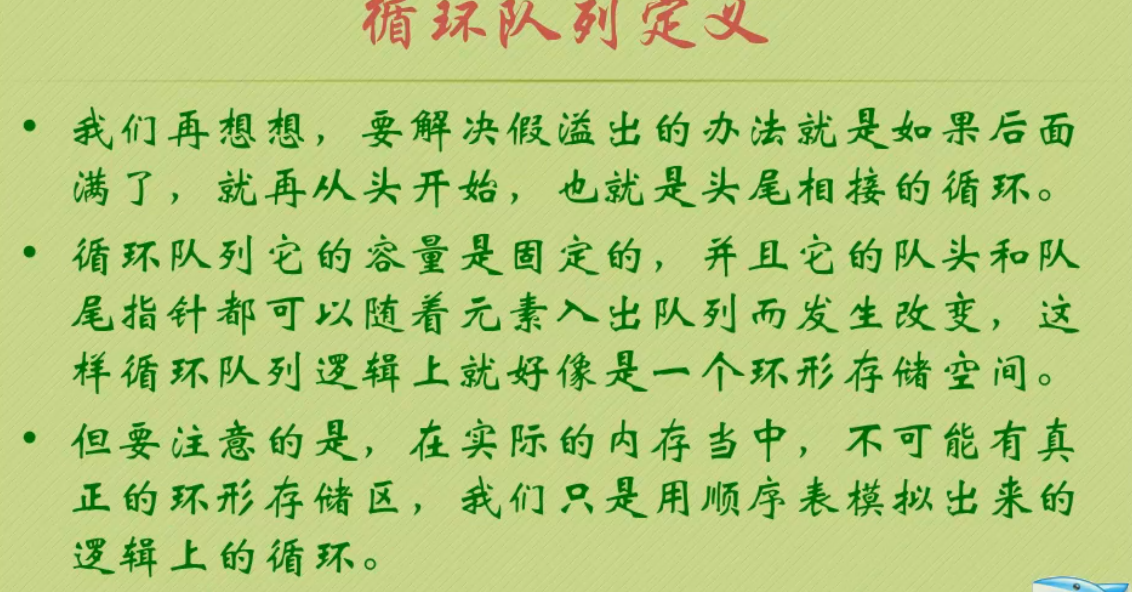 循环队列定义
• 我们再想想，要解决假溢出的办法就是如果后面
满了，就再从头开始，也就是头尾相接的循环。
• 循环队列它的容量是固定的，并且它的队头和队
尾指针都可以随着元素入出队列而发生改变，这
样循环队列逻辑上就好像是一个环形存储空间。
• 但要注意的是，在实际的内存当中，不可能有真
正的环形存储区，我们只是用顺序表模拟出来的
逻辑上的循环。